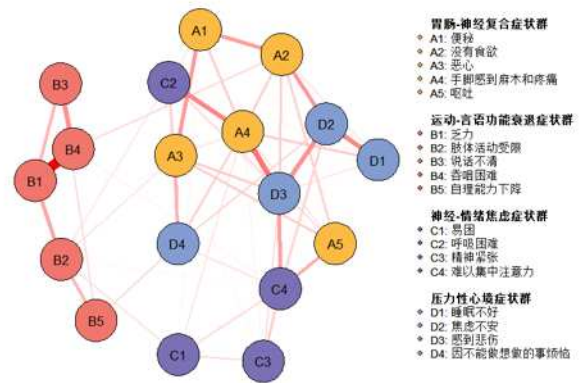 A1
A2
C2
B3
D2
A4
B4
A3
D1
B1
D3
D4
A5
B2
C4
B5
C1
C3
胃肠-神经复合症状群
A1: 便秘
A2: 没有食欲
A3: 恶心
A4: 手脚感到麻木和疼痛
A5: 呕吐
运动-言语功能衰退症状群
B1: 乏力
B2: 肢体活动受限
B3: 说话不清
B4: 吞咽困难
B5: 自理能力下降
神经-情绪焦虑症状群
C1: 易困
C2: 呼吸困难
C3: 精神紧张
C4: 难以集中注意力
压力性心境症状群
D1: 睡眠不好
D2: 焦虑不安
D3: 感到悲伤
D4: 因不能做想做的事烦恼